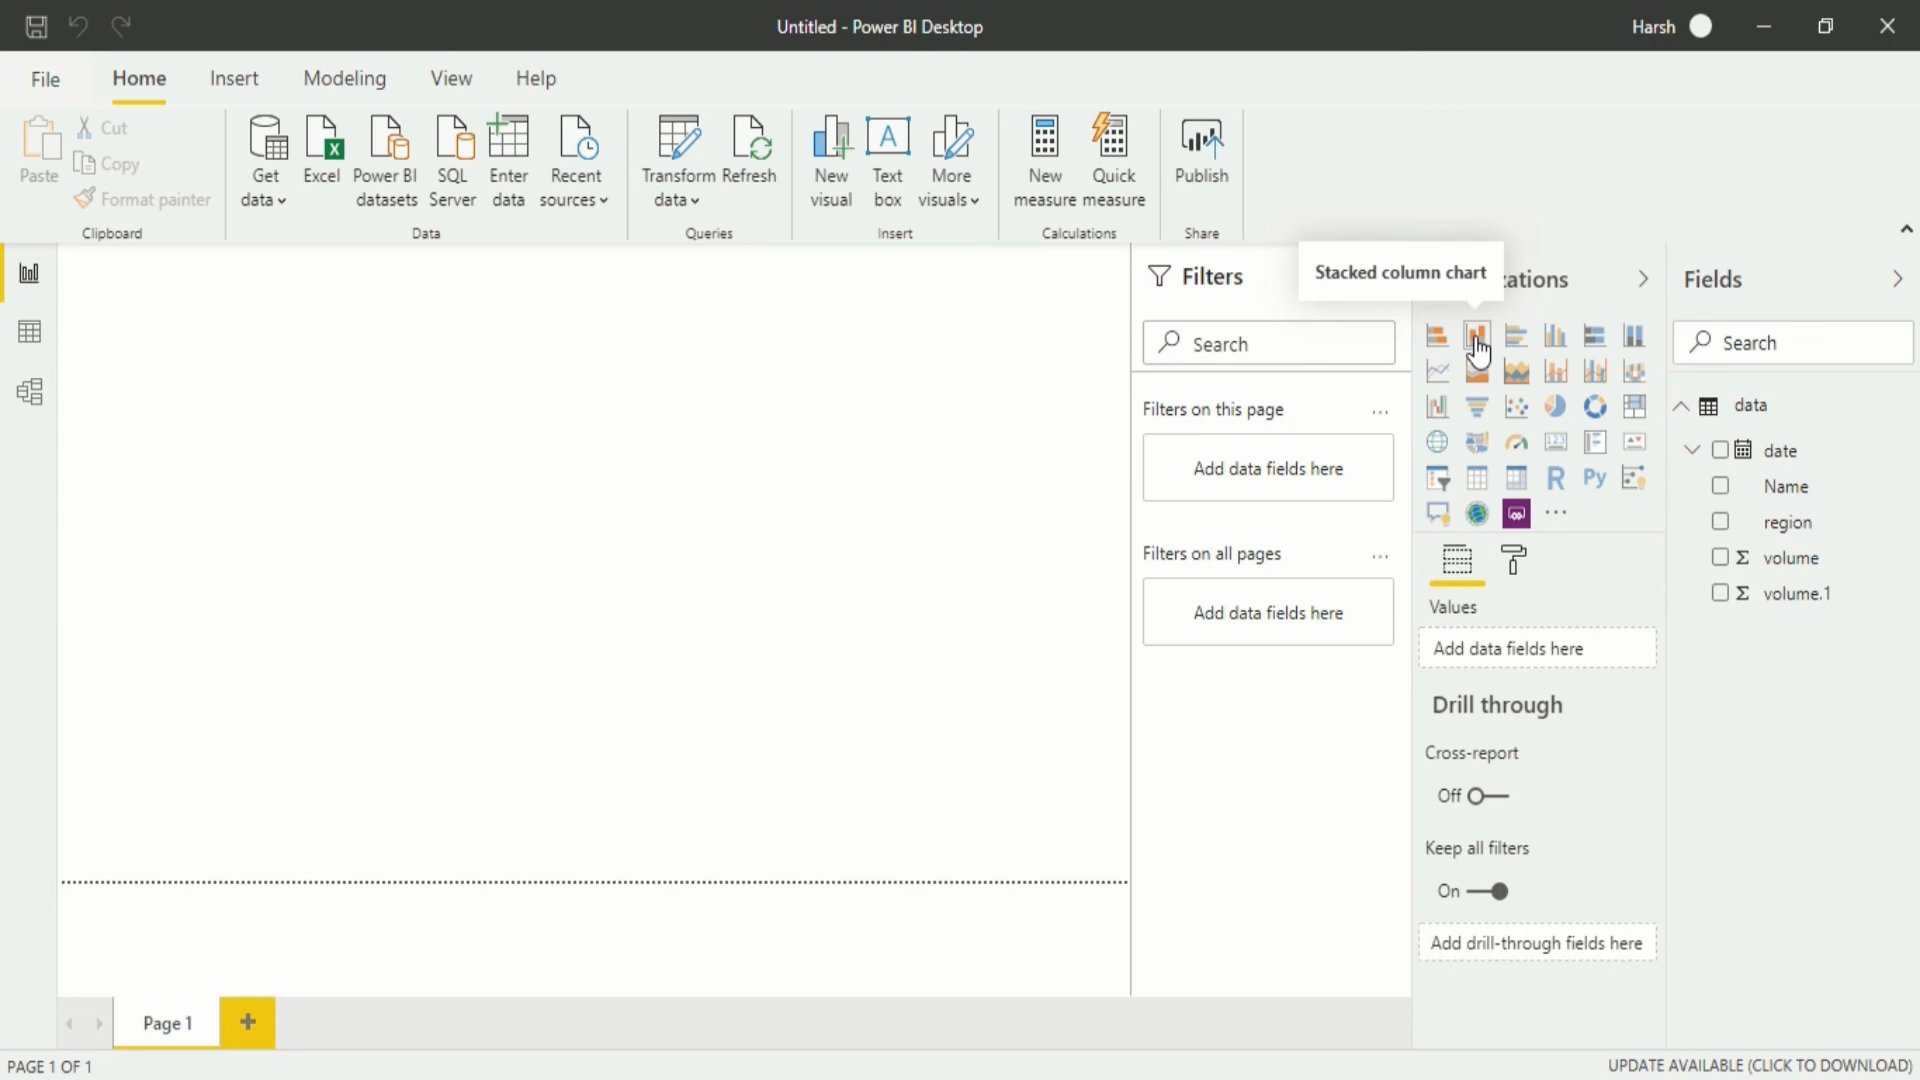 Untitled - Power BI Desktop
Harsh
File Home Insert Modeling View Help
Paste
Cut
Copy
Format painter
Clipboard
Get data
Excel
Power BI datasets
SQL Server
Enter data
Recent sources
Data
Transform data
Refresh
Queries
New visual
Text box
More visuals
Insert
New measure
Quick measure
Calculations
Publish
Share
Filters
Search
Filters on this page
...
Add data fields here
Filters on all pages
...
Add data fields here
Stacked column chart
zations
123
R
Py
...
Values
Add data fields here
Drill through
Cross-report
Off
Keep all filters
On
Add drill-through fields here
Fields
Search
data
date
Name
region
Σ volume
Σ volume.1
Page 1
+
PAGE 1 OF 1
UPDATE AVAILABLE (CLICK TO DOWNLOAD)